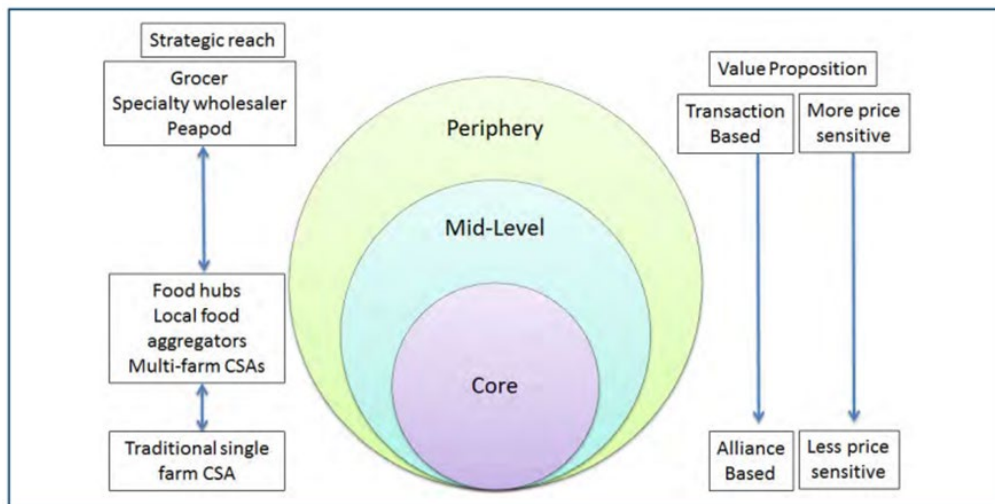 Strategic reach
Grocer
Specialty wholesaler
Peapod
Food hubs
Local food
aggregators
Multi-farm CSAs
Traditional single
farm CSA
Periphery
Mid-Level
Core
Value Proposition
Transaction
Based
More price
sensitive
Alliance
Based
Less price
sensitive